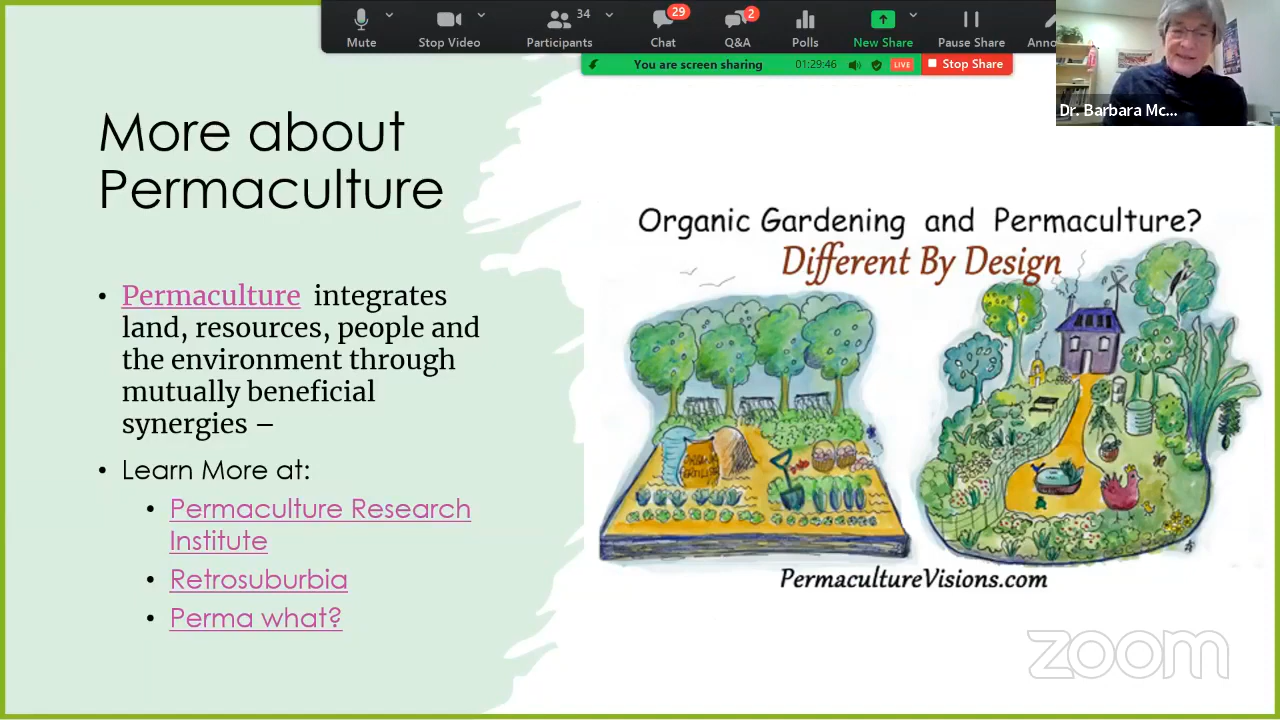 34
29
2
Mute
Stop Video
Participants
Chat
Q&A
Polls
New Share
Pause Share
You are screen sharing
01:29:46
LIVE
Stop Share
Dr. Barbara Mc...
More about
Permaculture
• Permaculture integrates
land, resources, people and
the environment through
mutually beneficial
synergies –
• Learn More at:
• Permaculture Research
Institute
• Retrosuburbia
• Perma what?
Organic Gardening and Permaculture?
Different By Design
PermacultureVisions.com
zoom